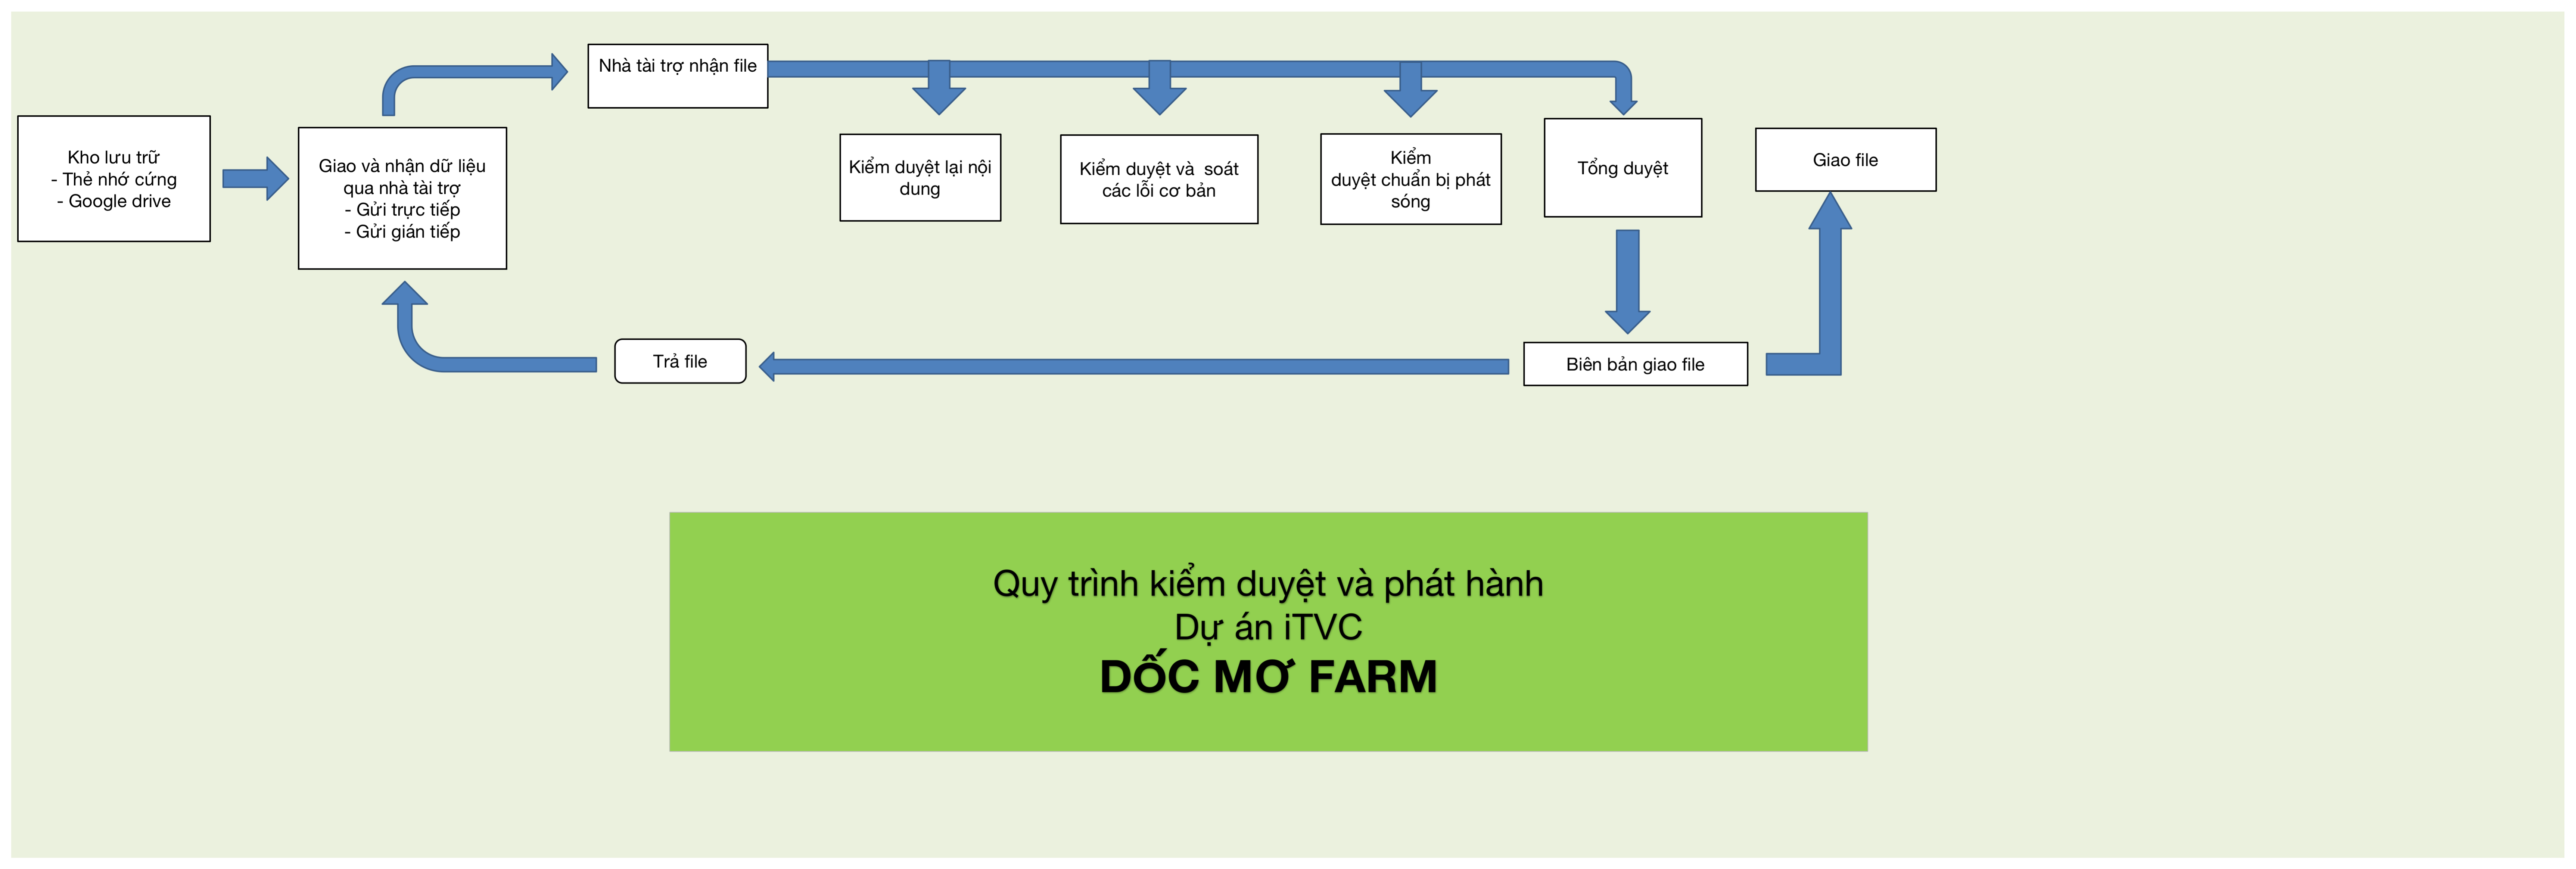 Kho lưu trữ
- Thẻ nhớ cứng
- Google drive
Giao và nhận dữ liệu
qua nhà tài trợ
- Gửi trực tiếp
- Gửi gián tiếp
Nhà tài trợ nhận file
Kiểm duyệt lại nội
dung
Kiểm duyệt và  soát
các lỗi cơ bản
Kiểm
duyệt chuẩn bị phát
sóng
Tổng duyệt
Giao file
Trả file
Biên bản giao file
Quy trình kiểm duyệt và phát hành
Dự án iTVC
DỐC MƠ FARM